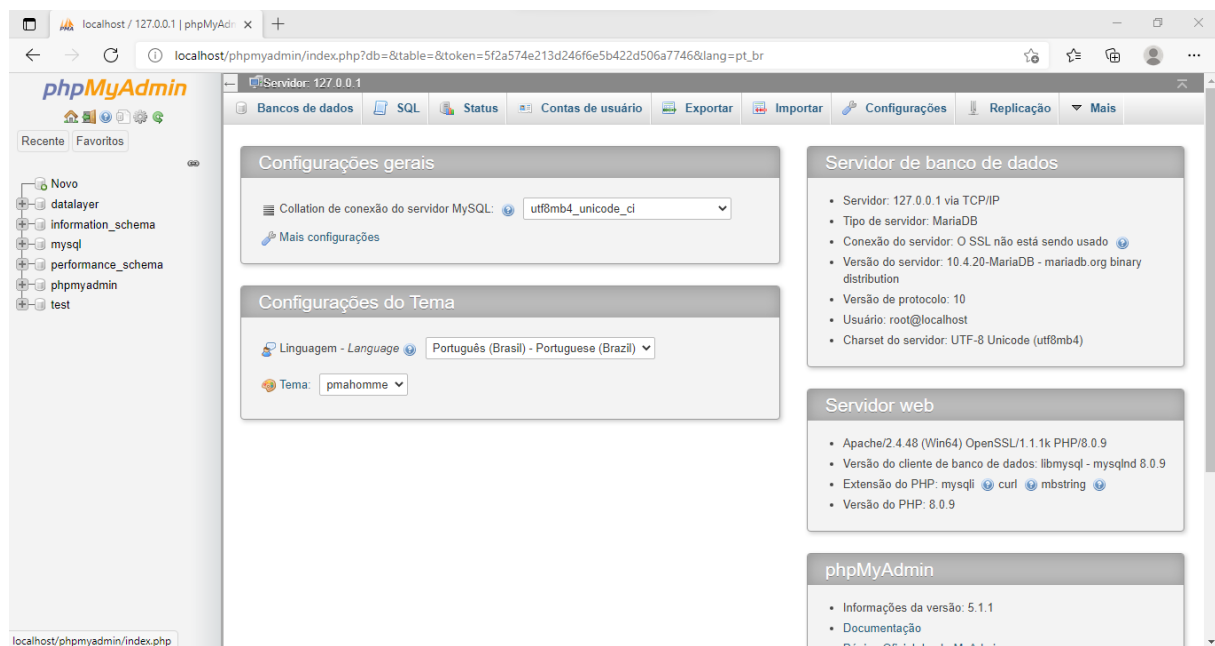 localhost / 127.0.0.1 | phpMyAdn
localhost/phpmyadmin/index.php?db=&table=&token=5f2a574e213d246f6e5b422d506a7746&lang=pt_br
phpMyAdmin
Recente Favoritos
Novo
datalayer
information_schema
mysql
performance_schema
phpmyadmin
test
Servidor: 127.0.0.1
Bancos de dados SQL Status Contas de usuário Exportar Importar Configurações Replicação Mais
Configurações gerais
Collation de conexão do servidor MySQL: utf8mb4_unicode_ci
Mais configurações
Configurações do Tema
Linguagem - Language Português (Brasil) - Portuguese (Brazil)
Tema: pmahomme
Servidor de banco de dados
Servidor: 127.0.0.1 via TCP/IP
Tipo de servidor: MariaDB
Conexão do servidor: O SSL não está sendo usado
Versão do servidor: 10.4.20-MariaDB - mariadb.org binary
distribution
Versão de protocolo: 10
Usuário: root@localhost
Charset do servidor: UTF-8 Unicode (utf8mb4)
Servidor web
Apache/2.4.48 (Win64) OpenSSL/1.1.1k PHP/8.0.9
Versão do cliente de banco de dados: libmysql - mysqlnd 8.0.9
Extensão do PHP: mysqli curl mbstring
Versão do PHP: 8.0.9
phpMyAdmin
Informações da versão: 5.1.1
Documentação
localhost/phpmyadmin/index.php